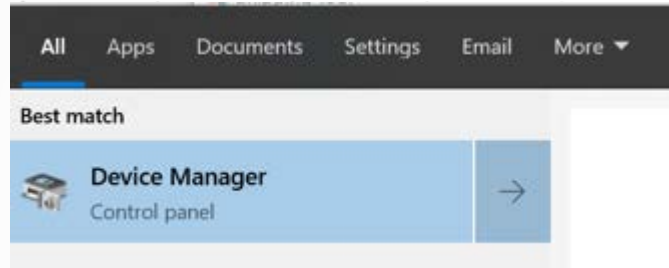 All Apps Documents Settings Email More
Best match
Device Manager
Control panel